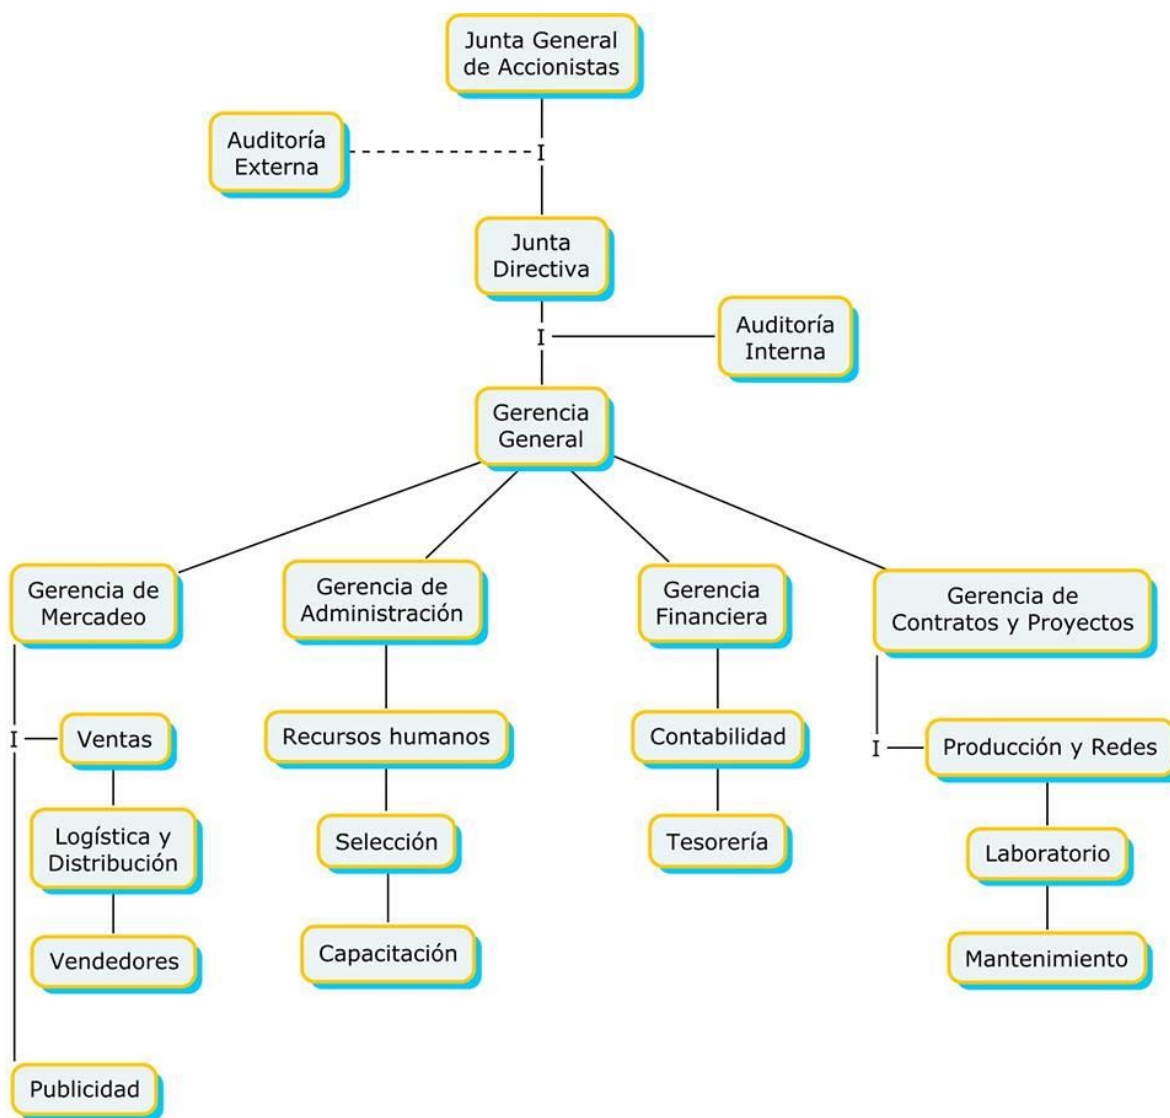 Junta General
de Accionistas
Auditoría
Externa
I
Junta
Directiva
I
Auditoría
Interna
Gerencia
General
Gerencia de
Mercadeo
Gerencia de
Administración
Gerencia
Financiera
Gerencia de
Contratos y Proyectos
I
Ventas
Recursos humanos
Contabilidad
I
Producción y Redes
Logística y
Distribución
Selección
Tesorería
Laboratorio
Vendedores
Capacitación
Mantenimiento
Publicidad